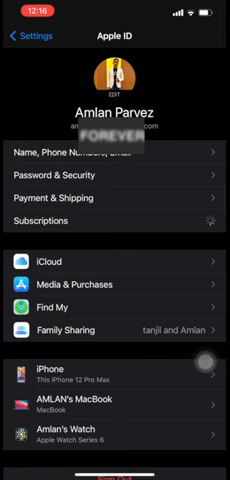 12:16
Settings
Apple ID
EDIT
Amlan Parvez
FOREVER
Name, Phone Numbers, Email
Password & Security
Payment & Shipping
Subscriptions
iCloud
Media & Purchases
Find My
Family Sharing
tanjil and Amlan
iPhone
This iPhone 12 Pro Max
AMLAN's MacBook
MacBook
Amlan's Watch
Apple Watch Series 6
Sign Out